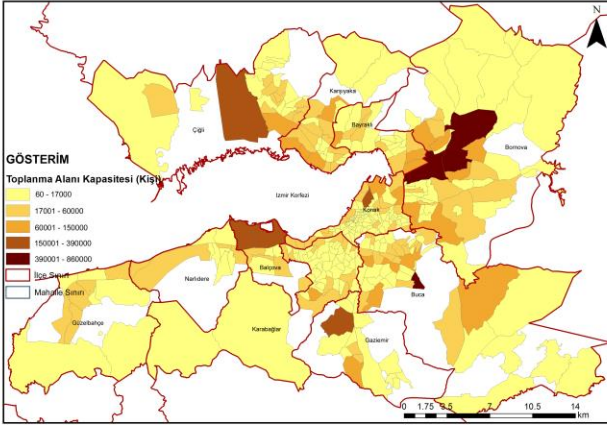 N
Karşıyaka
Bayraklı
Çiğli
Bornova
GÖSTERİM
Toplanma Alanı Kapasitesi (Kişi)
60 - 17000
17001 - 60000
60001 - 150000
150001 - 390000
390001 - 860000
İlçe Sınırı
Mahalle Sınırı
İzmir Körfezi
Konak
Balçova
Narlıdere
Buca
Güzelbahçe
Karabağlar
Gaziemir
0 1.75 3.5 7 10.5 14
km